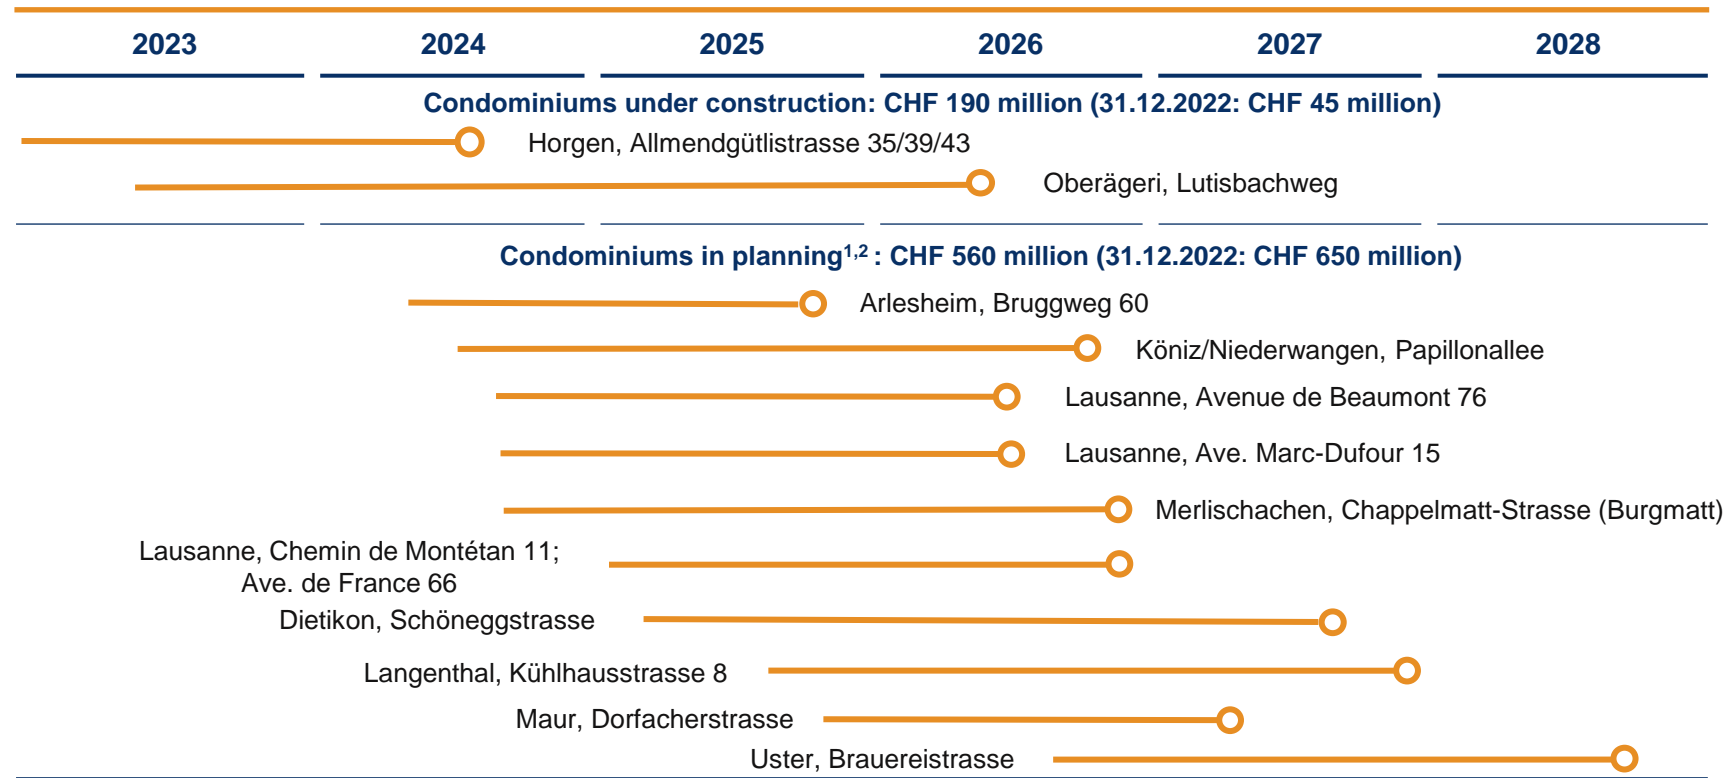 2023 2024 2025 2026 2027 2028
Condominiums under construction: CHF 190 million (31.12.2022: CHF 45 million)
Horgen, Allmendgütlistrasse 35/39/43
Oberägeri, Lutisbachweg
Condominiums in planning1,2 : CHF 560 million (31.12.2022: CHF 650 million)
Arlesheim, Bruggweg 60
Köniz/Niederwangen, Papillonallee
Lausanne, Avenue de Beaumont 76
Lausanne, Ave. Marc-Dufour 15
Merlischachen, Chappelmatt-Strasse (Burgmatt)
Lausanne, Chemin de Montétan 11;
Ave. de France 66
Dietikon, Schöneggstrasse
Langenthal, Kühlhausstrasse 8
Maur, Dorfacherstrasse
Uster, Brauereistrasse